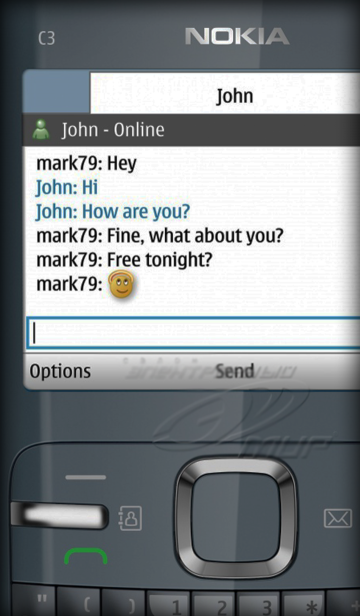 C3
NOKIA
John
John - Online
mark79: Hey
John: Hi
John: How are you?
mark79: Fine, what about you?
mark79: Free tonight?
mark79:
Options
Send
МИР
" ( ) 1 2 3 *